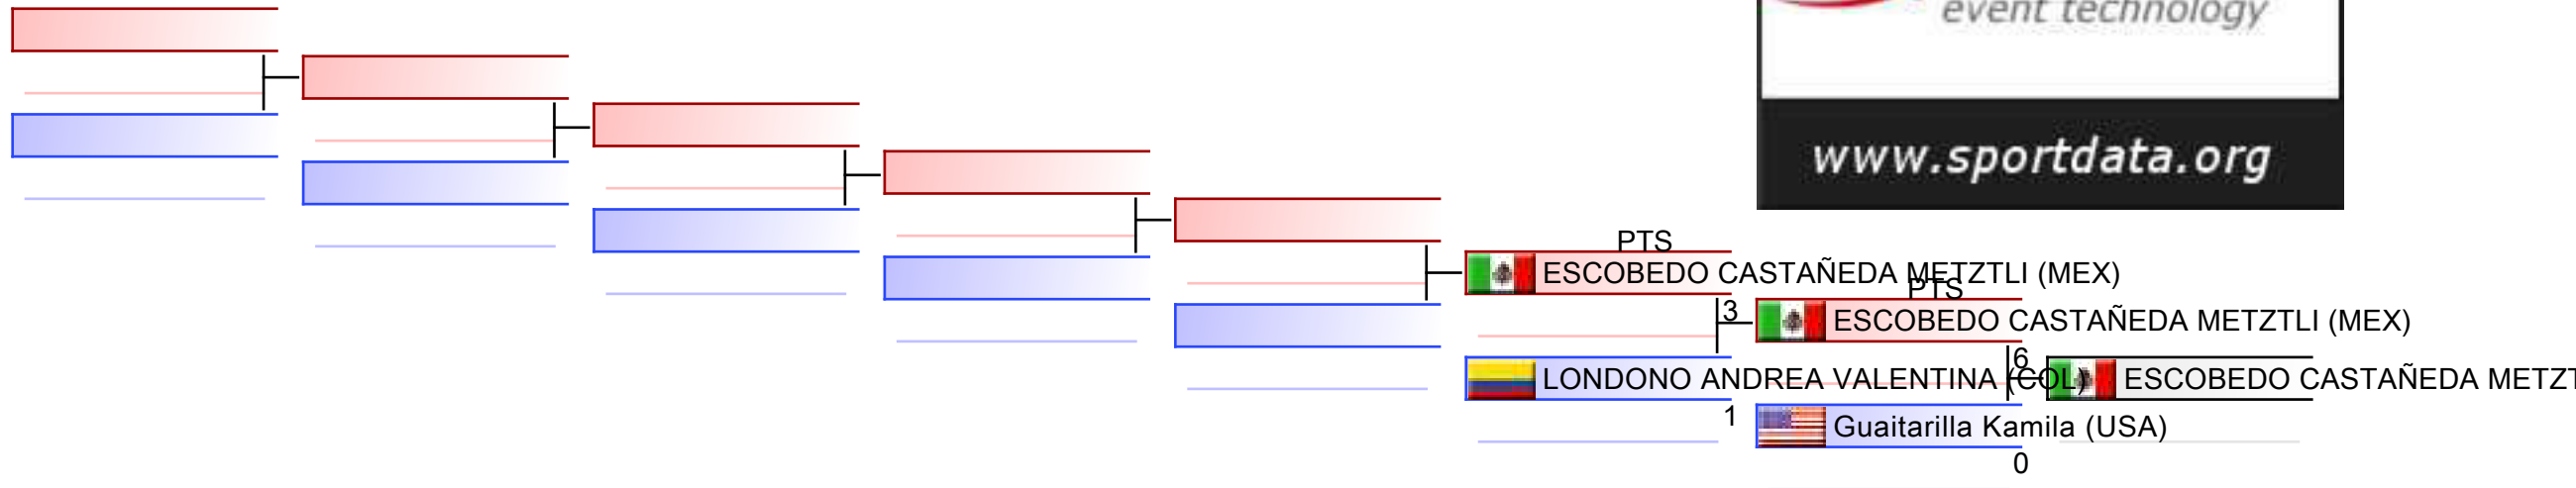 event technology
www.sportdata.org
PTS
ESCOBEDO CASTAÑEDA METZTLI (MEX)
PTS
3
ESCOBEDO CASTAÑEDA METZTLI (MEX)
6
LONDONO ANDREA VALENTINA (COL)
ESCOBEDO CASTAÑEDA METZT
1
Guaitarilla Kamila (USA)
0